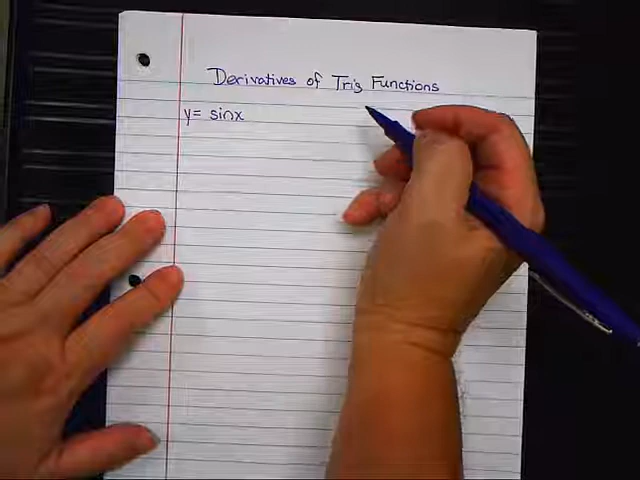 Derivatives of Trig Functions
y= sinx